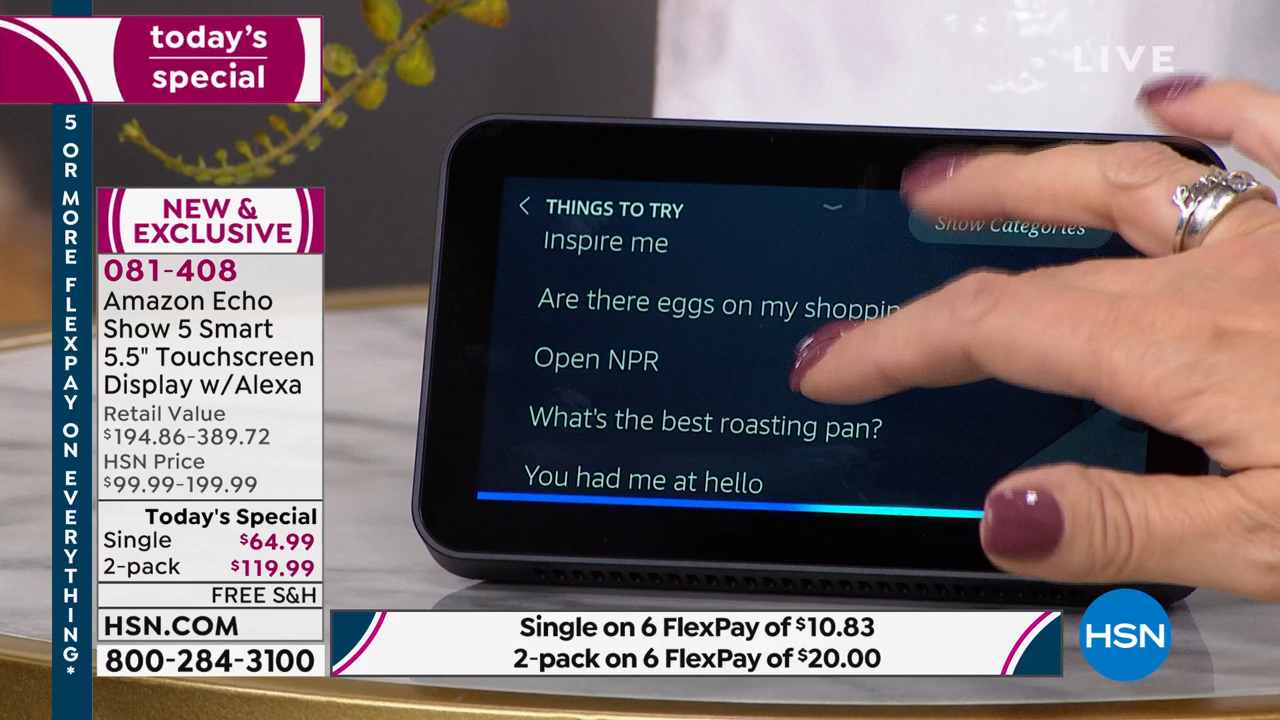 today's
special
LIVE
5 OR MORE FLEXPAY ON EVERYTHING*
NEW &
EXCLUSIVE
081-408
Amazon Echo
Show 5 Smart
5.5" Touchscreen
Display w/Alexa
Retail Value
$194.86-389.72
HSN Price
$99.99-199.99
Today's Special
Single $64.99
2-pack $119.99
FREE S&H
HSN.COM
800-284-3100
THINGS TO TRY
Show Categories
Inspire me
Are there eggs on my
Open NPR
What's the best roasting pan?
You had me at hello
Single on 6 FlexPay of $10.83
2-pack on 6 FlexPay of $20.00
HSN